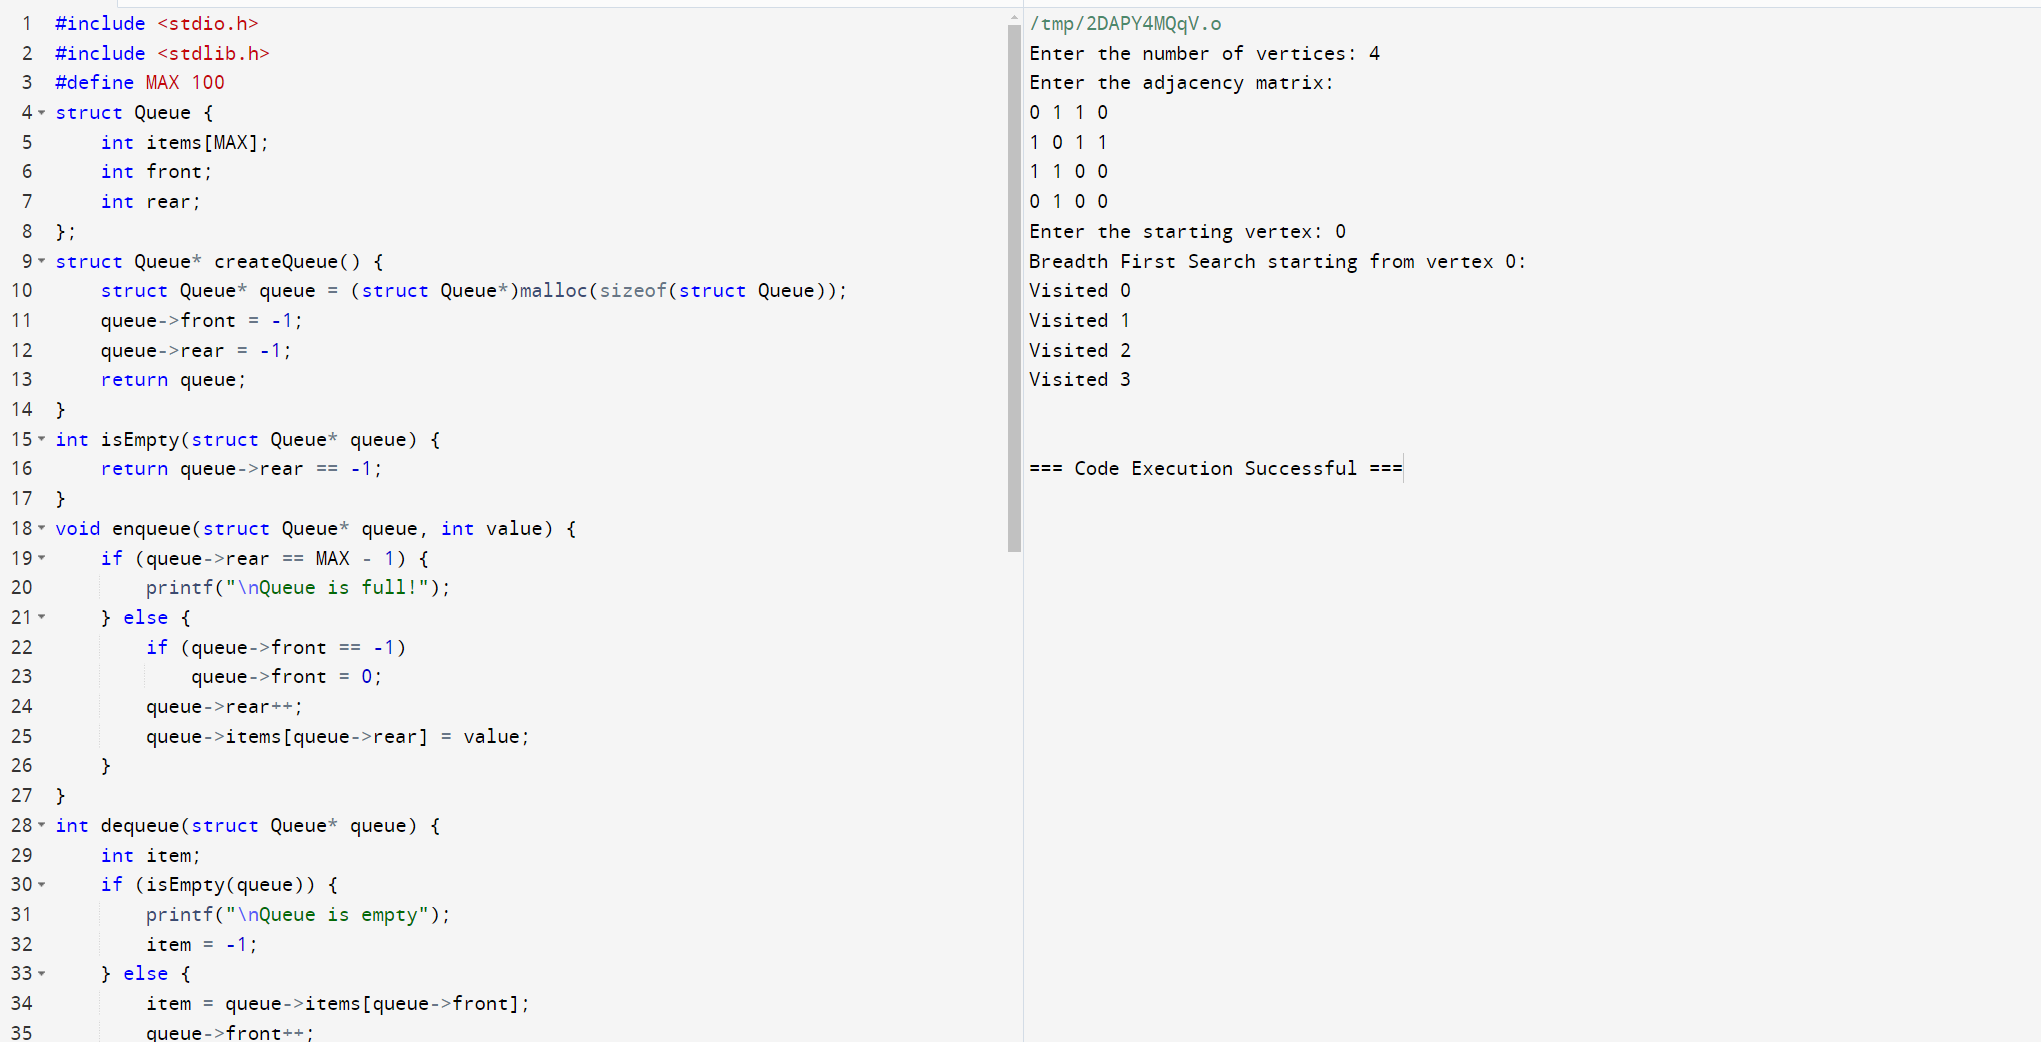 1 #include <stdio.h>
2 #include <stdlib.h>
3 #define MAX 100
4 struct Queue {
5     int items[MAX];
6     int front;
7     int rear;
8 };
9 struct Queue* createQueue() {
10     struct Queue* queue = (struct Queue*)malloc(sizeof(struct Queue));
11     queue->front = -1;
12     queue->rear = -1;
13     return queue;
14 }
15 int isEmpty(struct Queue* queue) {
16     return queue->rear == -1;
17 }
18 void enqueue(struct Queue* queue, int value) {
19     if (queue->rear == MAX - 1) {
20         printf("\nQueue is full!");
21     } else {
22         if (queue->front == -1)
23             queue->front = 0;
24         queue->rear++;
25         queue->items[queue->rear] = value;
26     }
27 }
28 int dequeue(struct Queue* queue) {
29     int item;
30     if (isEmpty(queue)) {
31         printf("\nQueue is empty");
32         item = -1;
33     } else {
34         item = queue->items[queue->front];
35         queue->front++;
/tmp/2DAPY4MQqV.o
Enter the number of vertices: 4
Enter the adjacency matrix:
0 1 1 0
1 0 1 1
1 1 0 0
0 1 0 0
Enter the starting vertex: 0
Breadth First Search starting from vertex 0:
Visited 0
Visited 1
Visited 2
Visited 3
=== Code Execution Successful ===